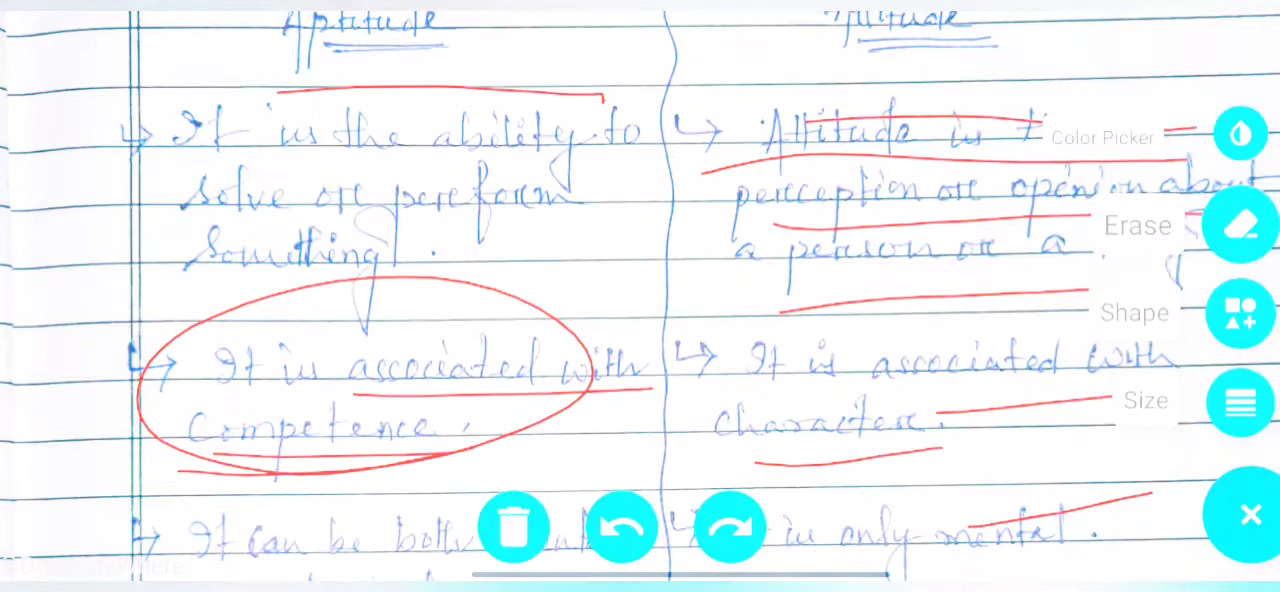 Aptitude
Attitude
It is the ability to
solve or perform
something.
It is associated with
Competence.
It can be both
Attitude is
perception or openion about
a person or a
It is associated with
character.
is only mental.
Color Picker
Erase
Shape
Size